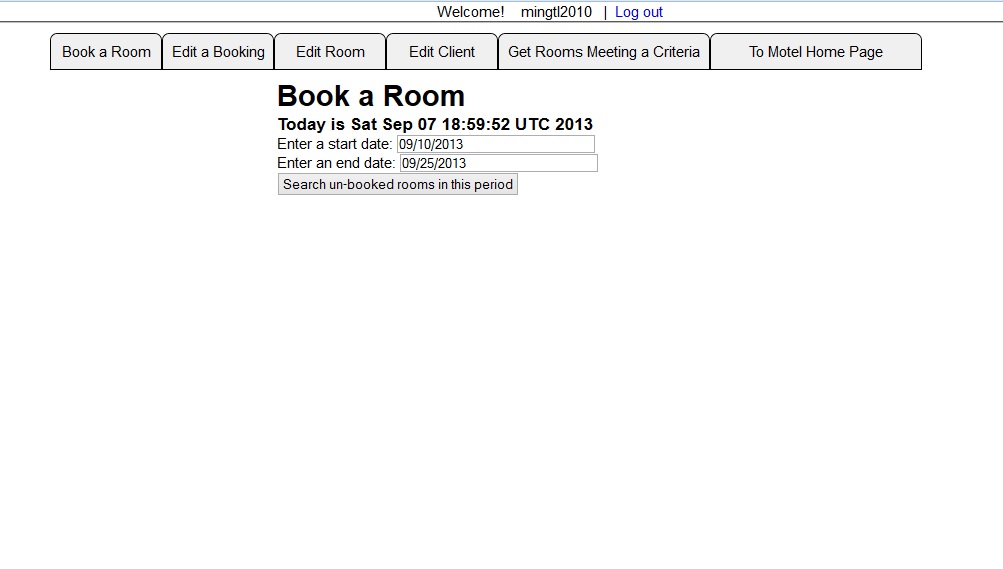 Welcome! mingtl2010 | Log out
Book a Room Edit a Booking Edit Room Edit Client Get Rooms Meeting a Criteria To Motel Home Page
Book a Room
Today is Sat Sep 07 18:59:52 UTC 2013
Enter a start date: 09/10/2013
Enter an end date: 09/25/2013
Search un-booked rooms in this period